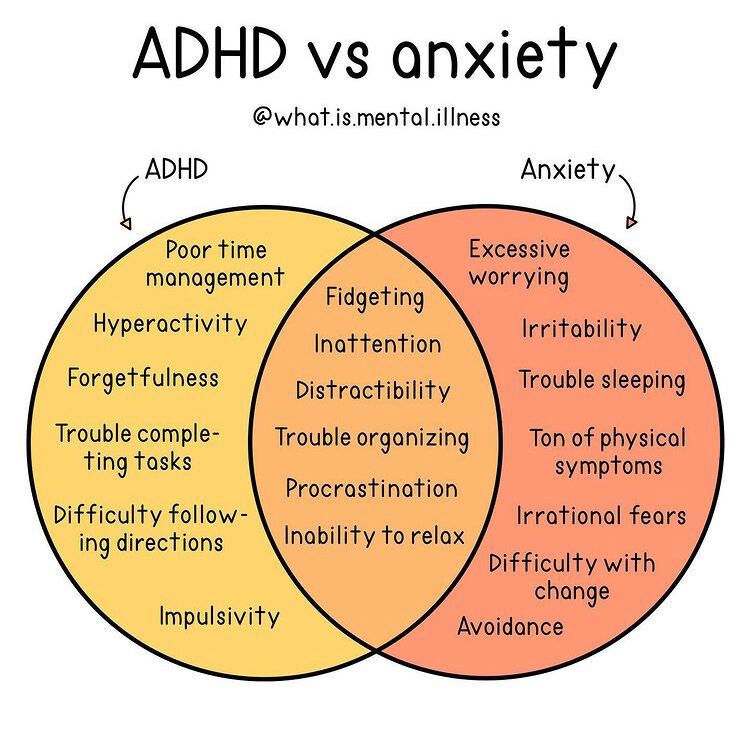 ADHD vs anxiety
@what.is.mental.illness
ADHD
Anxiety
Poor time
management
Hyperactivity
Forgetfulness
Trouble comple-
ting tasks
Difficulty follow-
ing directions
Impulsivity
Fidgeting
Inattention
Distractibility
Trouble organizing
Procrastination
Inability to relax
Excessive
worrying
Irritability
Trouble sleeping
Ton of physical
symptoms
Irrational fears
Difficulty with
change
Avoidance